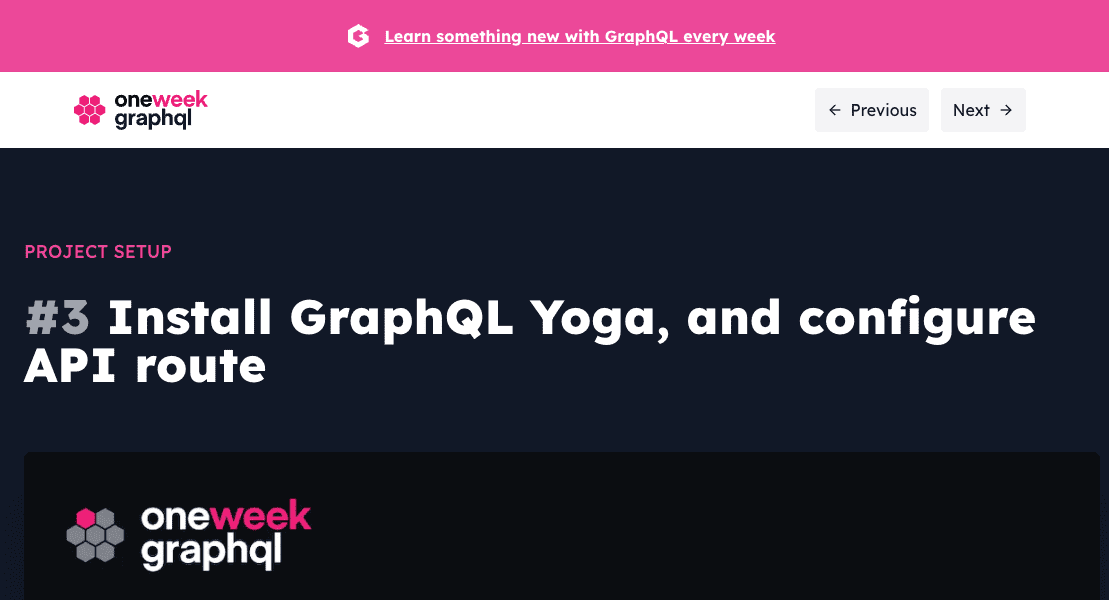 Learn something new with GraphQL every week
oneweek
graphql
← Previous
Next →
PROJECT SETUP
#3 Install GraphQL Yoga, and configure
API route
oneweek
graphql